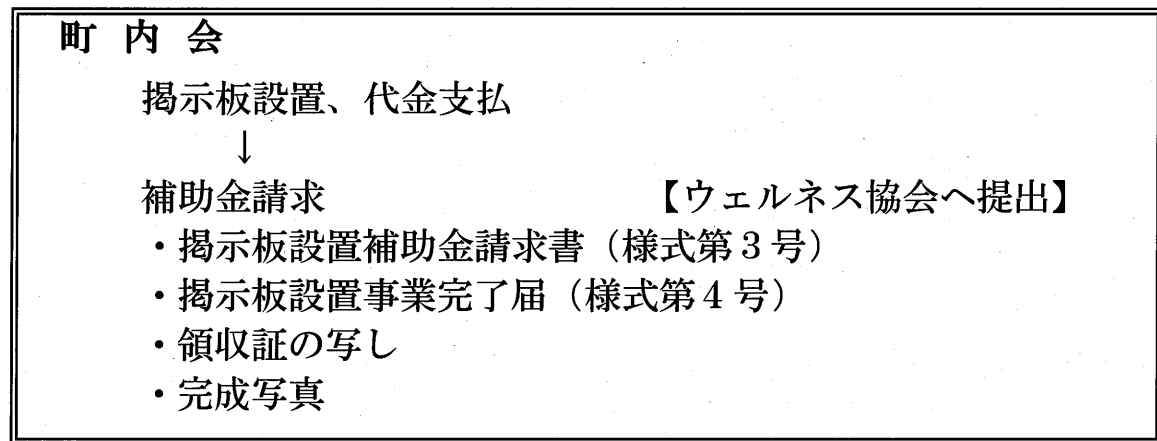 町 内 会
掲示板設置、代金支払
↓
補助金請求 【ウェルネス協会へ提出】
・掲示板設置補助金請求書（様式第３号）
・掲示板設置事業完了届（様式第４号）
・領収証の写し
・完成写真